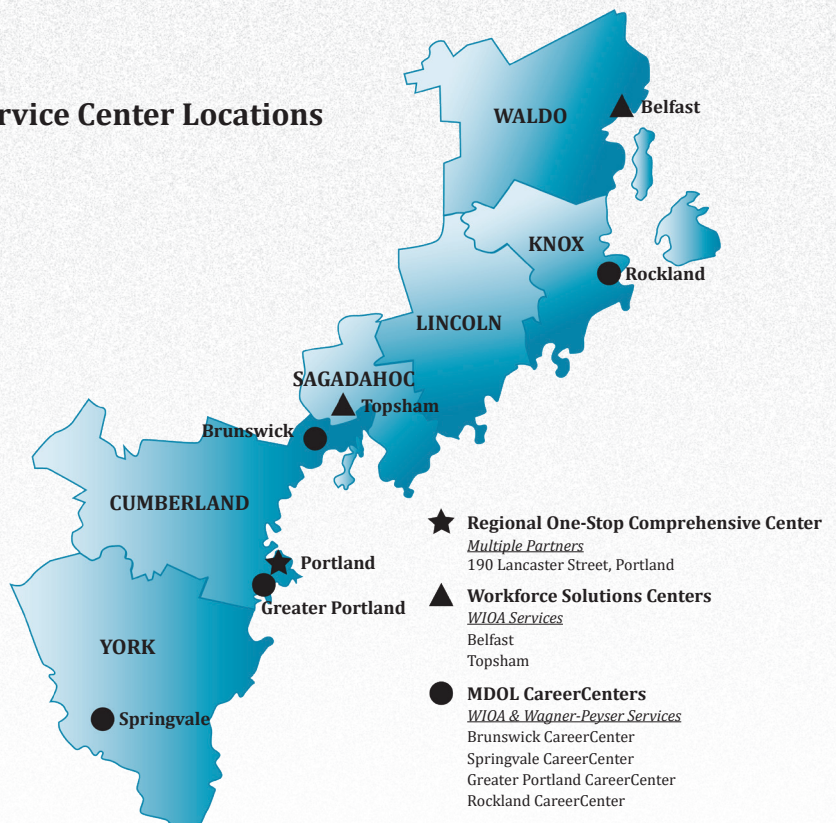 rvice Center Locations
WALDO
Belfast
KNOX
Rockland
LINCOLN
SAGADAHOC
Topsham
Brunswick
CUMBERLAND
Portland
Greater Portland
YORK
Springvale
Regional One-Stop Comprehensive Center
Multiple Partners
190 Lancaster Street, Portland
Workforce Solutions Centers
WIOA Services
Belfast
Topsham
MDOL CareerCenters
WIOA & Wagner-Peyser Services
Brunswick CareerCenter
Springvale CareerCenter
Greater Portland CareerCenter
Rockland CareerCenter